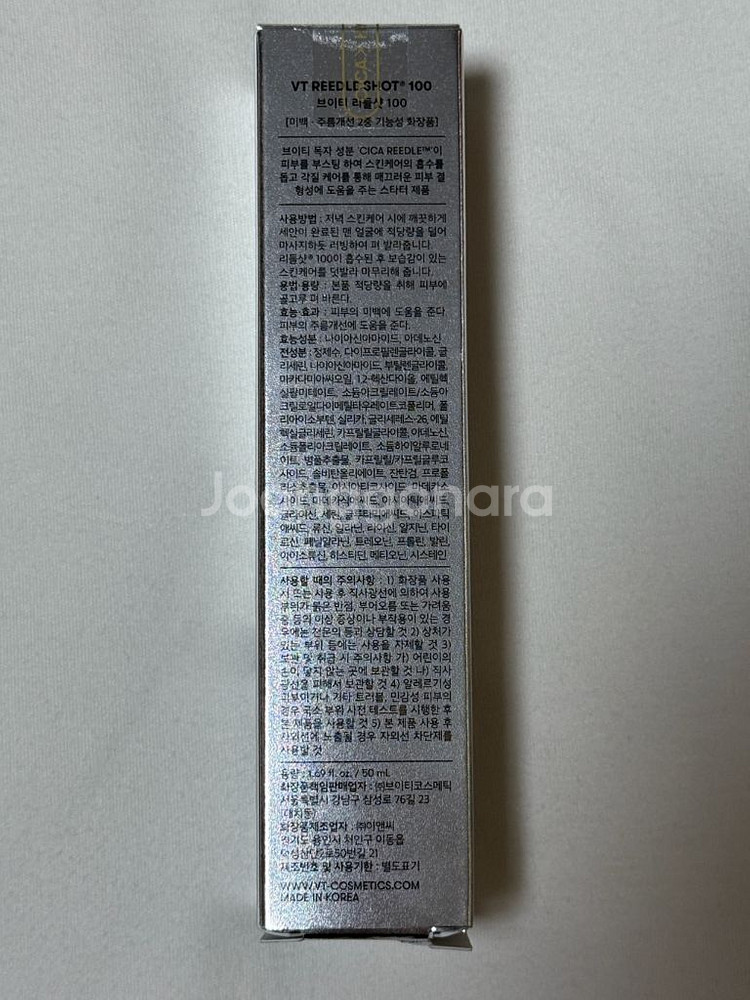 VT REEDLE SHOT® 100
브이티 리들샷 100
[미백 · 주름개선 2중 기능성 화장품]
브이티 독자 성분 'CICA REEDLE™'이
피부를 부스팅 하여 스킨케어의 흡수를
돕고 각질 케어를 통해 매끄러운 피부 결
형성에 도움을 주는 스타터 제품
사용방법 : 저녁 스킨케어 시에 깨끗하게
세안이 완료된 맨 얼굴에 적당량을 덜어
마사지하듯 러빙하여 펴 발라줍니다.
리들샷® 100이 흡수된 후 보습감이 있는
스킨케어를 덧발라 마무리해 줍니다.
용법·용량 : 본품 적당량을 취해 피부에
골고루 펴 바른다.
효능·효과 : 피부의 미백에 도움을 준다.
피부의 주름개선에 도움을 준다.
효능성분 : 나이아신아마이드, 아데노신
전성분 : 정제수, 다이프로필렌글라이콜, 글
리세린, 나이아신아마이드, 부틸렌글라이콜,
마카다미아씨오일, 1,2-헥산다이올, 에틸헥
실팔미테이트, 소듐아크릴레이트/소듐아
크릴로일다이메틸타우레이트코폴리머, 폴
리아이소부텐, 실리카, 글리세레스-26, 에틸
헥실글리세린, 카프릴릴글라이콜, 아데노신,
소듐폴리아크릴레이트, 소듐하이알루로네
이트, 병풀추출물, 카프릴릴/카프릴글루코
사이드, 솔비탄올리에이트, 잔탄검, 프로폴
리스추출물, 아시아티코사이드, 마데카소
사이드, 마데카식애씨드, 아시아틱애씨드,
글라이신, 세린, 글루타믹애씨드, 아스파틱
애씨드, 류신, 알라닌, 라이신, 알지닌, 타이
로신, 페닐알라닌, 트레오닌, 프롤린, 발린,
아이소류신, 히스티딘, 메티오닌, 시스테인
Joonggonara
사용할 때의 주의사항 : 1) 화장품 사용
시 또는 사용 후 직사광선에 의하여 사용
부위가 붉은 반점, 부어오름 또는 가려움
증 등의 이상 증상이나 부작용이 있는 경
우에는 전문의 등과 상담할 것 2) 상처가
있는 부위 등에는 사용을 자제할 것 3)
보관 및 취급 시 주의사항 가) 어린이의
손이 닿지 않는 곳에 보관할 것 나) 직사
광선을 피해서 보관할 것 4) 알레르기성
피부이거나 기타 트러블, 민감성 피부의
경우 국소 부위 사전 테스트를 시행한 후
본 제품을 사용할 것 5) 본 제품 사용 후
자외선에 노출될 경우 자외선 차단제를
사용할 것
용량 : 1.69 fl. oz. / 50 mL
화장품책임판매업자 : ㈜브이티코스메틱
서울특별시 강남구 삼성로 76길 23
(대치동)
화장품제조업자 : ㈜이앤씨
경기도 용인시 처인구 이동읍
덕성산단2로50번길 21
제조번호 및 사용기한 : 별도표기
WWW.VT-COSMETICS.COM
MADE IN KOREA